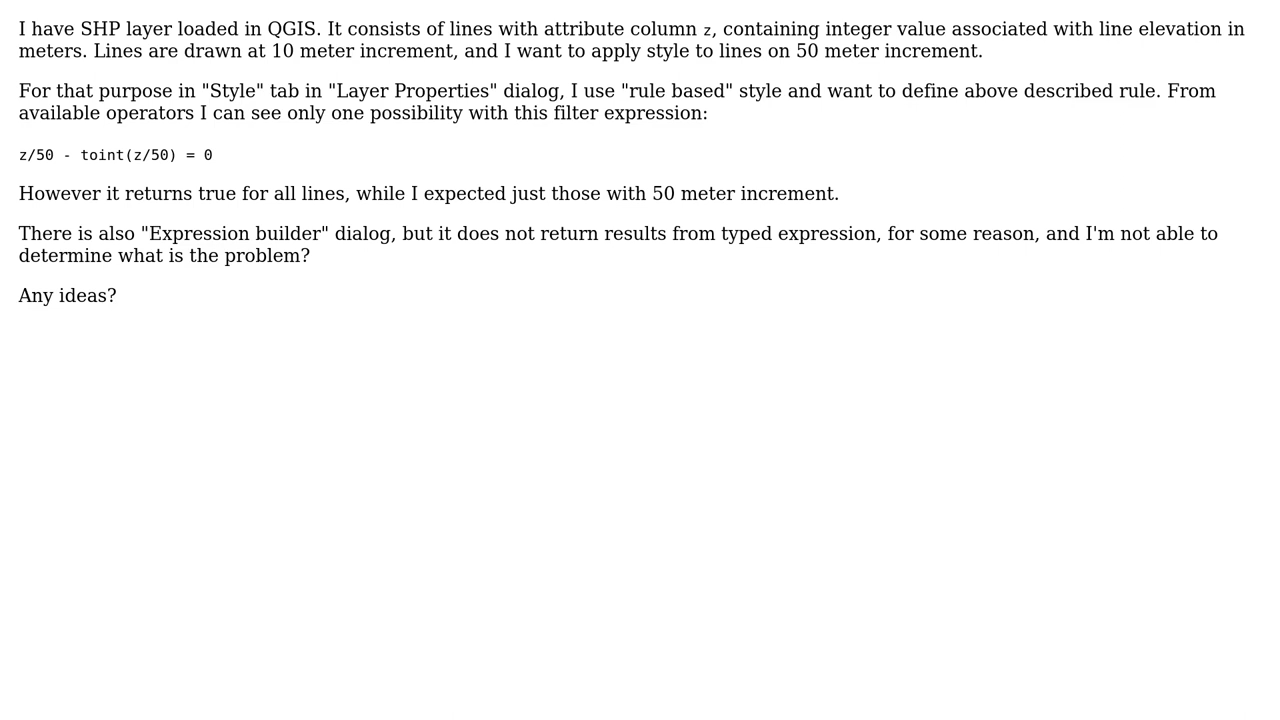 I have SHP layer loaded in QGIS. It consists of lines with attribute column z, containing integer value associated with line elevation in
meters. Lines are drawn at 10 meter increment, and I want to apply style to lines on 50 meter increment.
For that purpose in "Style" tab in "Layer Properties" dialog, I use "rule based" style and want to define above described rule. From
available operators I can see only one possibility with this filter expression:
z/50 - toint(z/50) = 0
However it returns true for all lines, while I expected just those with 50 meter increment.
There is also "Expression builder" dialog, but it does not return results from typed expression, for some reason, and I'm not able to
determine what is the problem?
Any ideas?